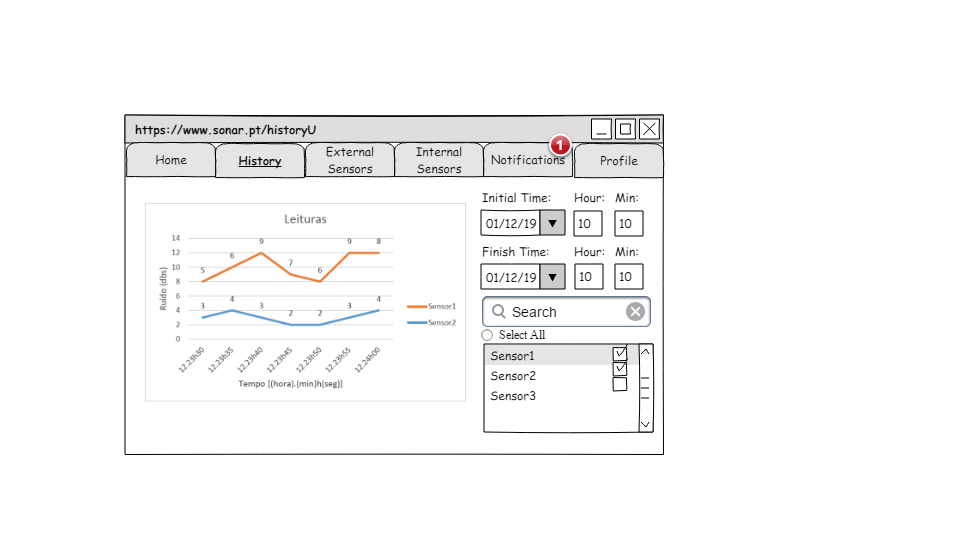 https://www.sonar.pt/historyU
Home
History
External
Sensors
Internal
Sensors
Notifications
1
Profile
Leituras
Ruído (dbs)
14
12
10
8
6
4
2
0
5
6
9
7
6
9
8
3
4
3
2
2
3
4
12.23h30
12.23h35
12.23h40
12.23h45
12.23h50
12.23h55
12.24h00
Tempo [(hora).(min)h(seg)]
Sensor1
Sensor2
Initial Time: Hour: Min:
01/12/19 10 10
Finish Time: Hour: Min:
01/12/19 10 10
Search
Select All
Sensor1
Sensor2
Sensor3